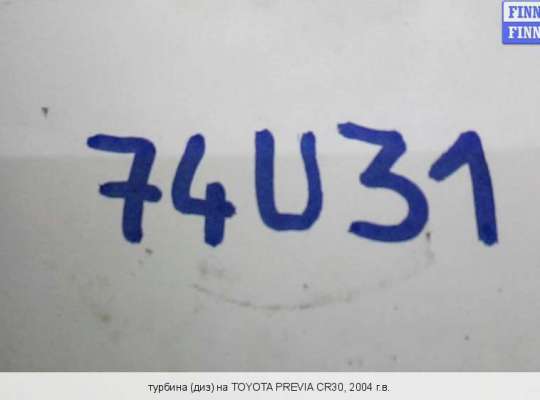 FINN
FINN
74U31
турбина (диз) на TOYOTA PREVIA CR30, 2004 г.в.